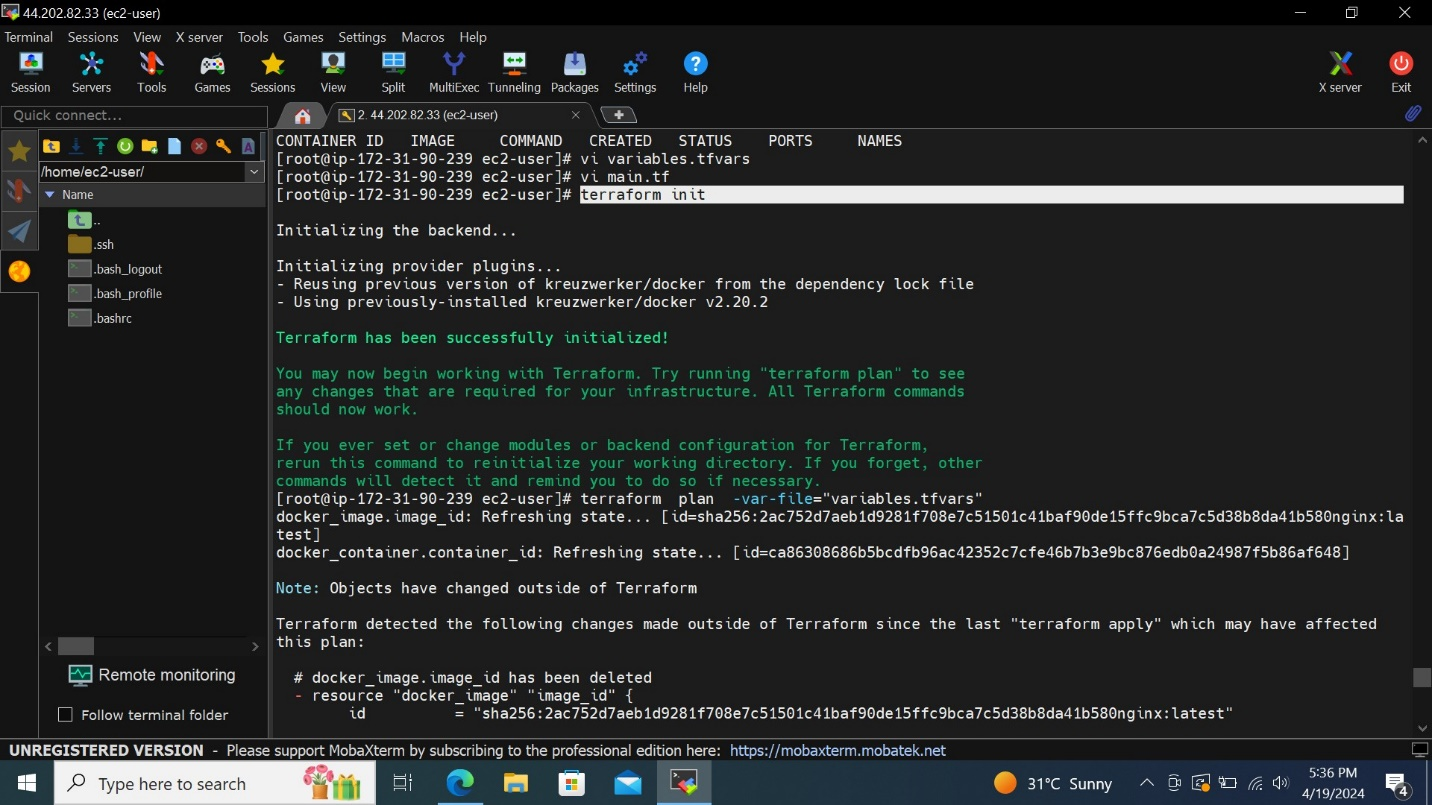 44.202.82.33 (ec2-user)
Terminal Sessions View X server Tools Games Settings Macros Help
Session Servers Tools Games Sessions View Split MultiExec Tunneling Packages Settings Help X server Exit
Quick connect...
2. 44.202.82.33 (ec2-user)
/home/ec2-user/
Name
..
.ssh
.bash_logout
.bash_profile
.bashrc
Remote monitoring
Follow terminal folder
CONTAINER ID IMAGE COMMAND CREATED STATUS PORTS NAMES
[root@ip-172-31-90-239 ec2-user]# vi variables.tfvars
[root@ip-172-31-90-239 ec2-user]# vi main.tf
[root@ip-172-31-90-239 ec2-user]# terraform init
Initializing the backend...
Initializing provider plugins...
- Reusing previous version of kreuzwerker/docker from the dependency lock file
- Using previously-installed kreuzwerker/docker v2.20.2
Terraform has been successfully initialized!
You may now begin working with Terraform. Try running "terraform plan" to see
any changes that are required for your infrastructure. All Terraform commands
should now work.
If you ever set or change modules or backend configuration for Terraform,
rerun this command to reinitialize your working directory. If you forget, other
commands will detect it and remind you to do so if necessary.
[root@ip-172-31-90-239 ec2-user]# terraform  plan  -var-file="variables.tfvars"
docker_image.image_id: Refreshing state... [id=sha256:2ac752d7aeb1d9281f708e7c51501c41baf90de15ffc9bca7c5d38b8da41b580nginx:la
test]
docker_container.container_id: Refreshing state... [id=ca86308686b5bcdfb96ac42352c7cfe46b7b3e9bc876edb0a24987f5b86af648]
Note: Objects have changed outside of Terraform
Terraform detected the following changes made outside of Terraform since the last "terraform apply" which may have affected
this plan:
# docker_image.image_id has been deleted
- resource "docker_image" "image_id" {
id = "sha256:2ac752d7aeb1d9281f708e7c51501c41baf90de15ffc9bca7c5d38b8da41b580nginx:latest"
UNREGISTERED VERSION - Please support MobaXterm by subscribing to the professional edition here: https://mobaxterm.mobatek.net
Type here to search
31°C Sunny
5:36 PM
4/19/2024
4